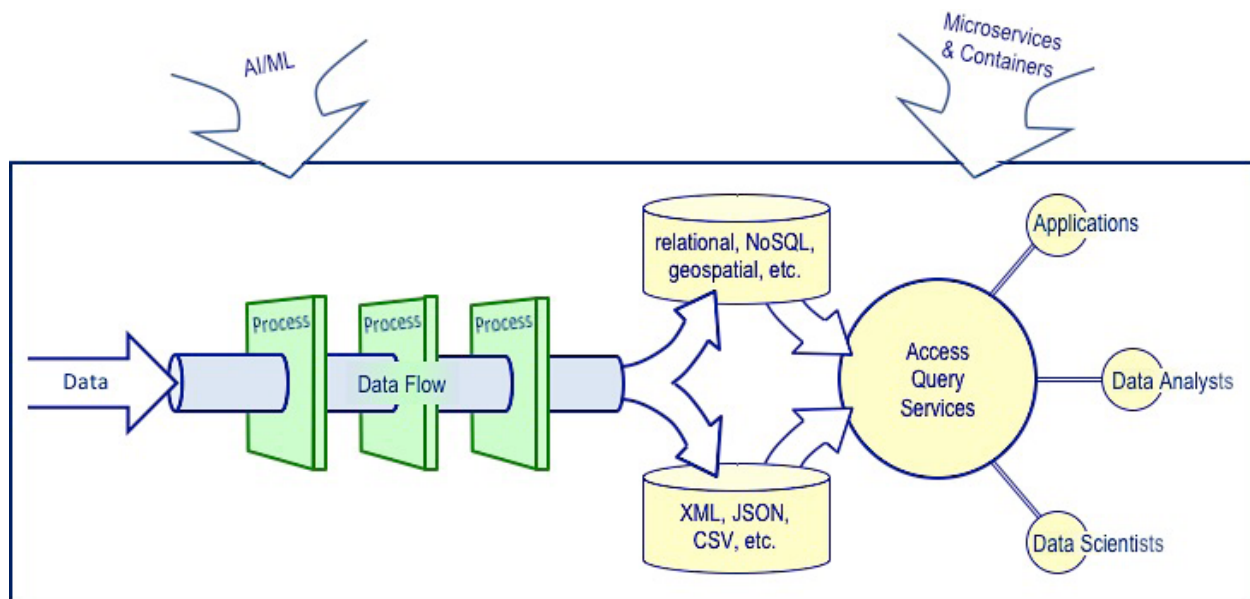 AI/ML
Microservices
& Containers
Data
Process
Process
Process
Data Flow
relational, NoSQL,
geospatial, etc.
XML, JSON,
CSV, etc.
Access
Query
Services
Applications
Data Analysts
Data Scientists